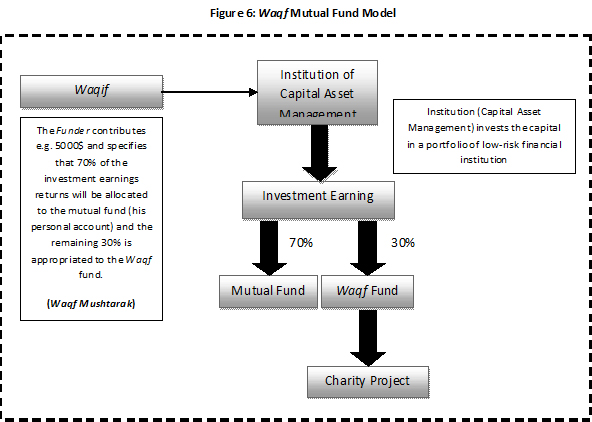 Figure 6: Waqf Mutual Fund Model
Waqif
Institution of
Capital Asset
Management
The Funder contributes
e.g. 5000$ and specifies
that 70% of the
investment earnings
returns will be allocated
to the mutual fund (his
personal account) and the
remaining 30% is
appropriated to the Waqf
fund.
(Waqf Mushtarak)
Institution (Capital Asset
Management) invests the capital
in a portfolio of low-risk financial
institution
Investment Earning
70%
30%
Mutual Fund
Waqf Fund
Charity Project